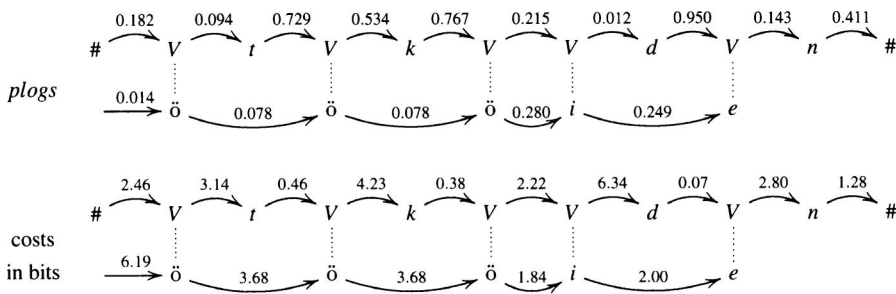 0.182 0.094 0.729 0.534 0.767 0.215 0.012 0.950 0.143 0.411
# V t V k V V d V n #
plogs
0.014 0.078 0.078 0.280 0.249
ö ö ö i e
2.46 3.14 0.46 4.23 0.38 2.22 6.34 0.07 2.80 1.28
# V t V k V V d V n #
costs
6.19
in bits ö 3.68 ö 3.68 ö 1.84 i 2.00 e